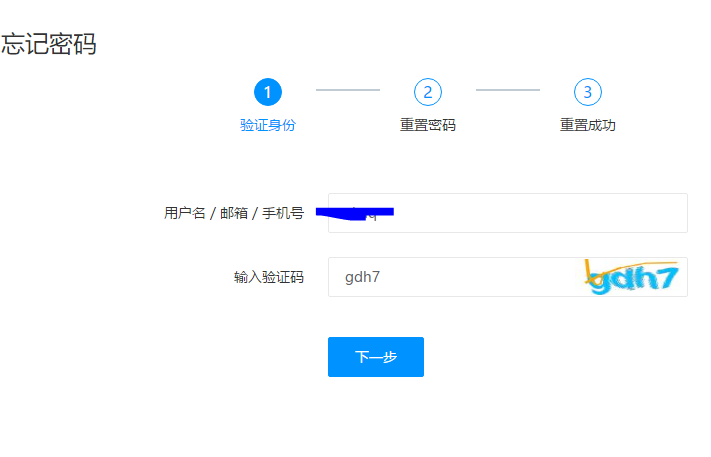 忘记密码
1 2 3
验证身份 重置密码 重置成功
用户名 / 邮箱 / 手机号
输入验证码 gdh7 gdh7
下一步